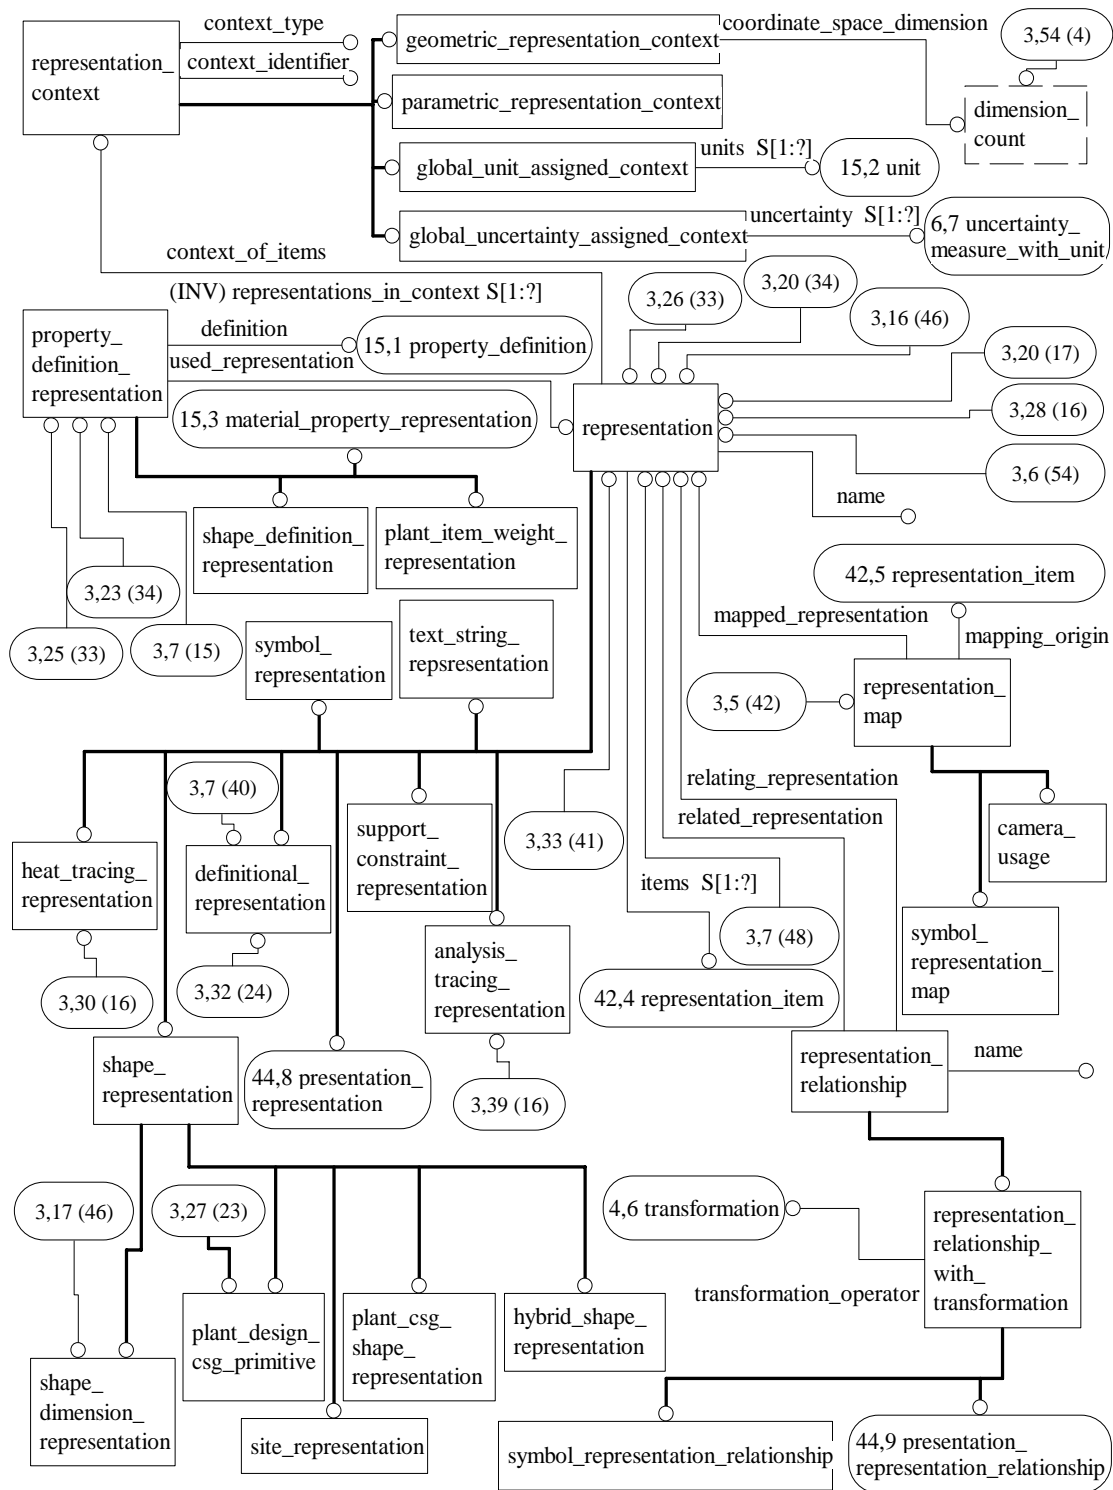 context_type
coordinate_space_dimension
3,54 (4)
geometric_representation_context
representation_
context
context_identifier
parametric_representation_context
dimension_
count
units S[1:?]
global_unit_assigned_context
15,2 unit
uncertainty S[1:?]
global_uncertainty_assigned_context
6,7 uncertainty_
measure_with_unit
context_of_items
(INV) representations_in_context S[1:?]
3,26 (33)
3,20 (34)
3,16 (46)
property_
definition_
representation
definition
used_representation
15,1 property_definition
3,20 (17)
15,3 material_property_representation
representation
3,28 (16)
3,6 (54)
name
shape_definition_
representation
plant_item_weight_
representation
3,23 (34)
42,5 representation_item
3,25 (33)
3,7 (15)
symbol_
representation
text_string_
repsresentation
mapped_representation
mapping_origin
3,5 (42)
representation_
map
3,7 (40)
relating_representation
related_representation
3,33 (41)
support_
constraint_
representation
camera_
usage
heat_tracing_
representation
definitional_
representation
items S[1:?]
3,7 (48)
symbol_
representation_
map
analysis_
tracing_
representation
3,30 (16)
3,32 (24)
42,4 representation_item
shape_
representation
44,8 presentation_
representation
3,39 (16)
representation_
relationship
name
3,17 (46)
3,27 (23)
4,6 transformation
representation_
relationship_
with_
transformation
transformation_operator
plant_design_
csg_primitive
plant_csg_
shape_
representation
hybrid_shape_
representation
shape_
dimension_
representation
site_representation
symbol_representation_relationship
44,9 presentation_
representation_relationship